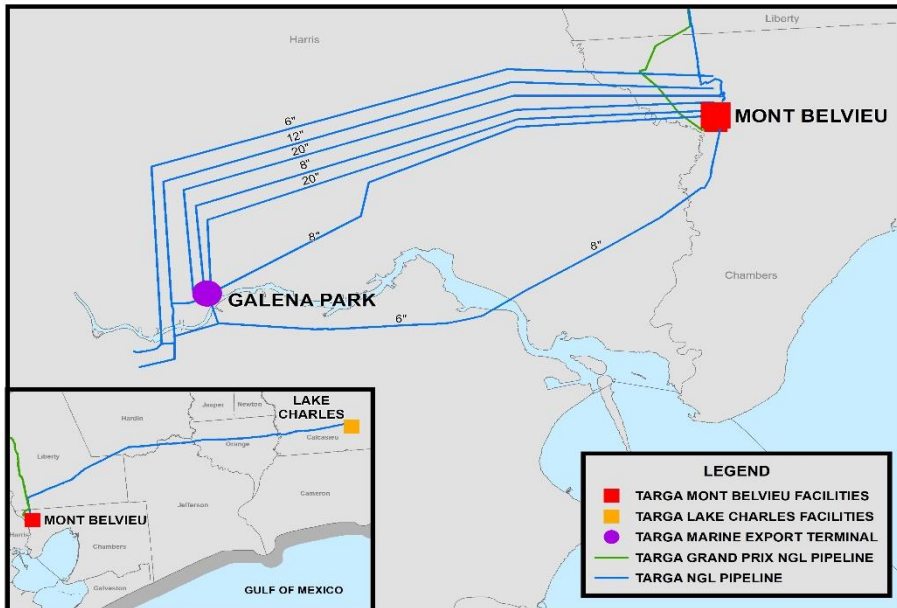 Harris
Liberty
MONT BELVIEU
6"
12"
20"
8"
20"
8"
8"
Chambers
GALENA PARK
6"
LAKE
CHARLES
Jasper
Newton
Hardin
Calcasieu
Orange
Liberty
Jefferson
Cameron
MONT BELVIEU
Harris
Chambers
Galveston
GULF OF MEXICO
LEGEND
TARGA MONT BELVIEU FACILITIES
TARGA LAKE CHARLES FACILITIES
TARGA MARINE EXPORT TERMINAL
TARGA GRAND PRIX NGL PIPELINE
TARGA NGL PIPELINE